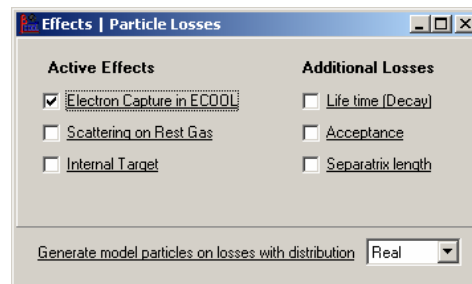 Effects | Particle Losses
Active Effects
Additional Losses
Electron Capture in ECOOL
Life time (Decay)
Scattering on Rest Gas
Acceptance
Internal Target
Separatrix length
Generate model particles on losses with distribution
Real